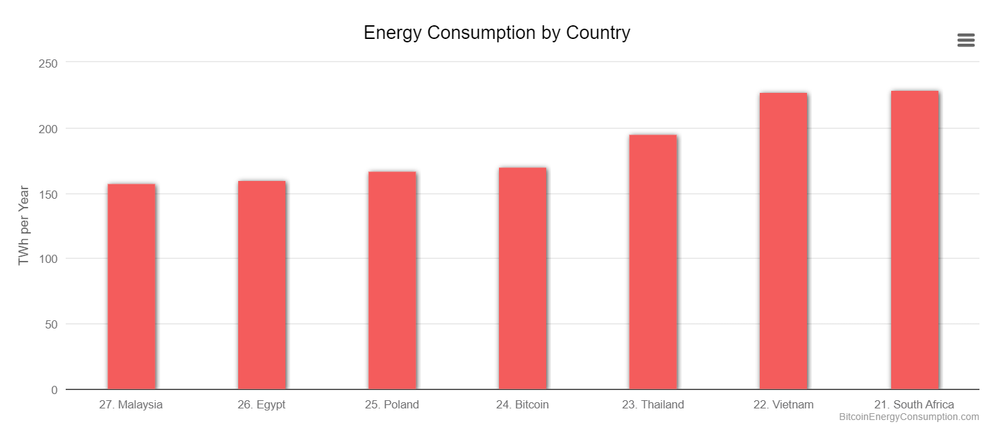 Energy Consumption by Country
250
200
150
100
50
0
TWh per Year
27. Malaysia
26. Egypt
25. Poland
24. Bitcoin
23. Thailand
22. Vietnam
21. South Africa
BitcoinEnergyConsumption.com